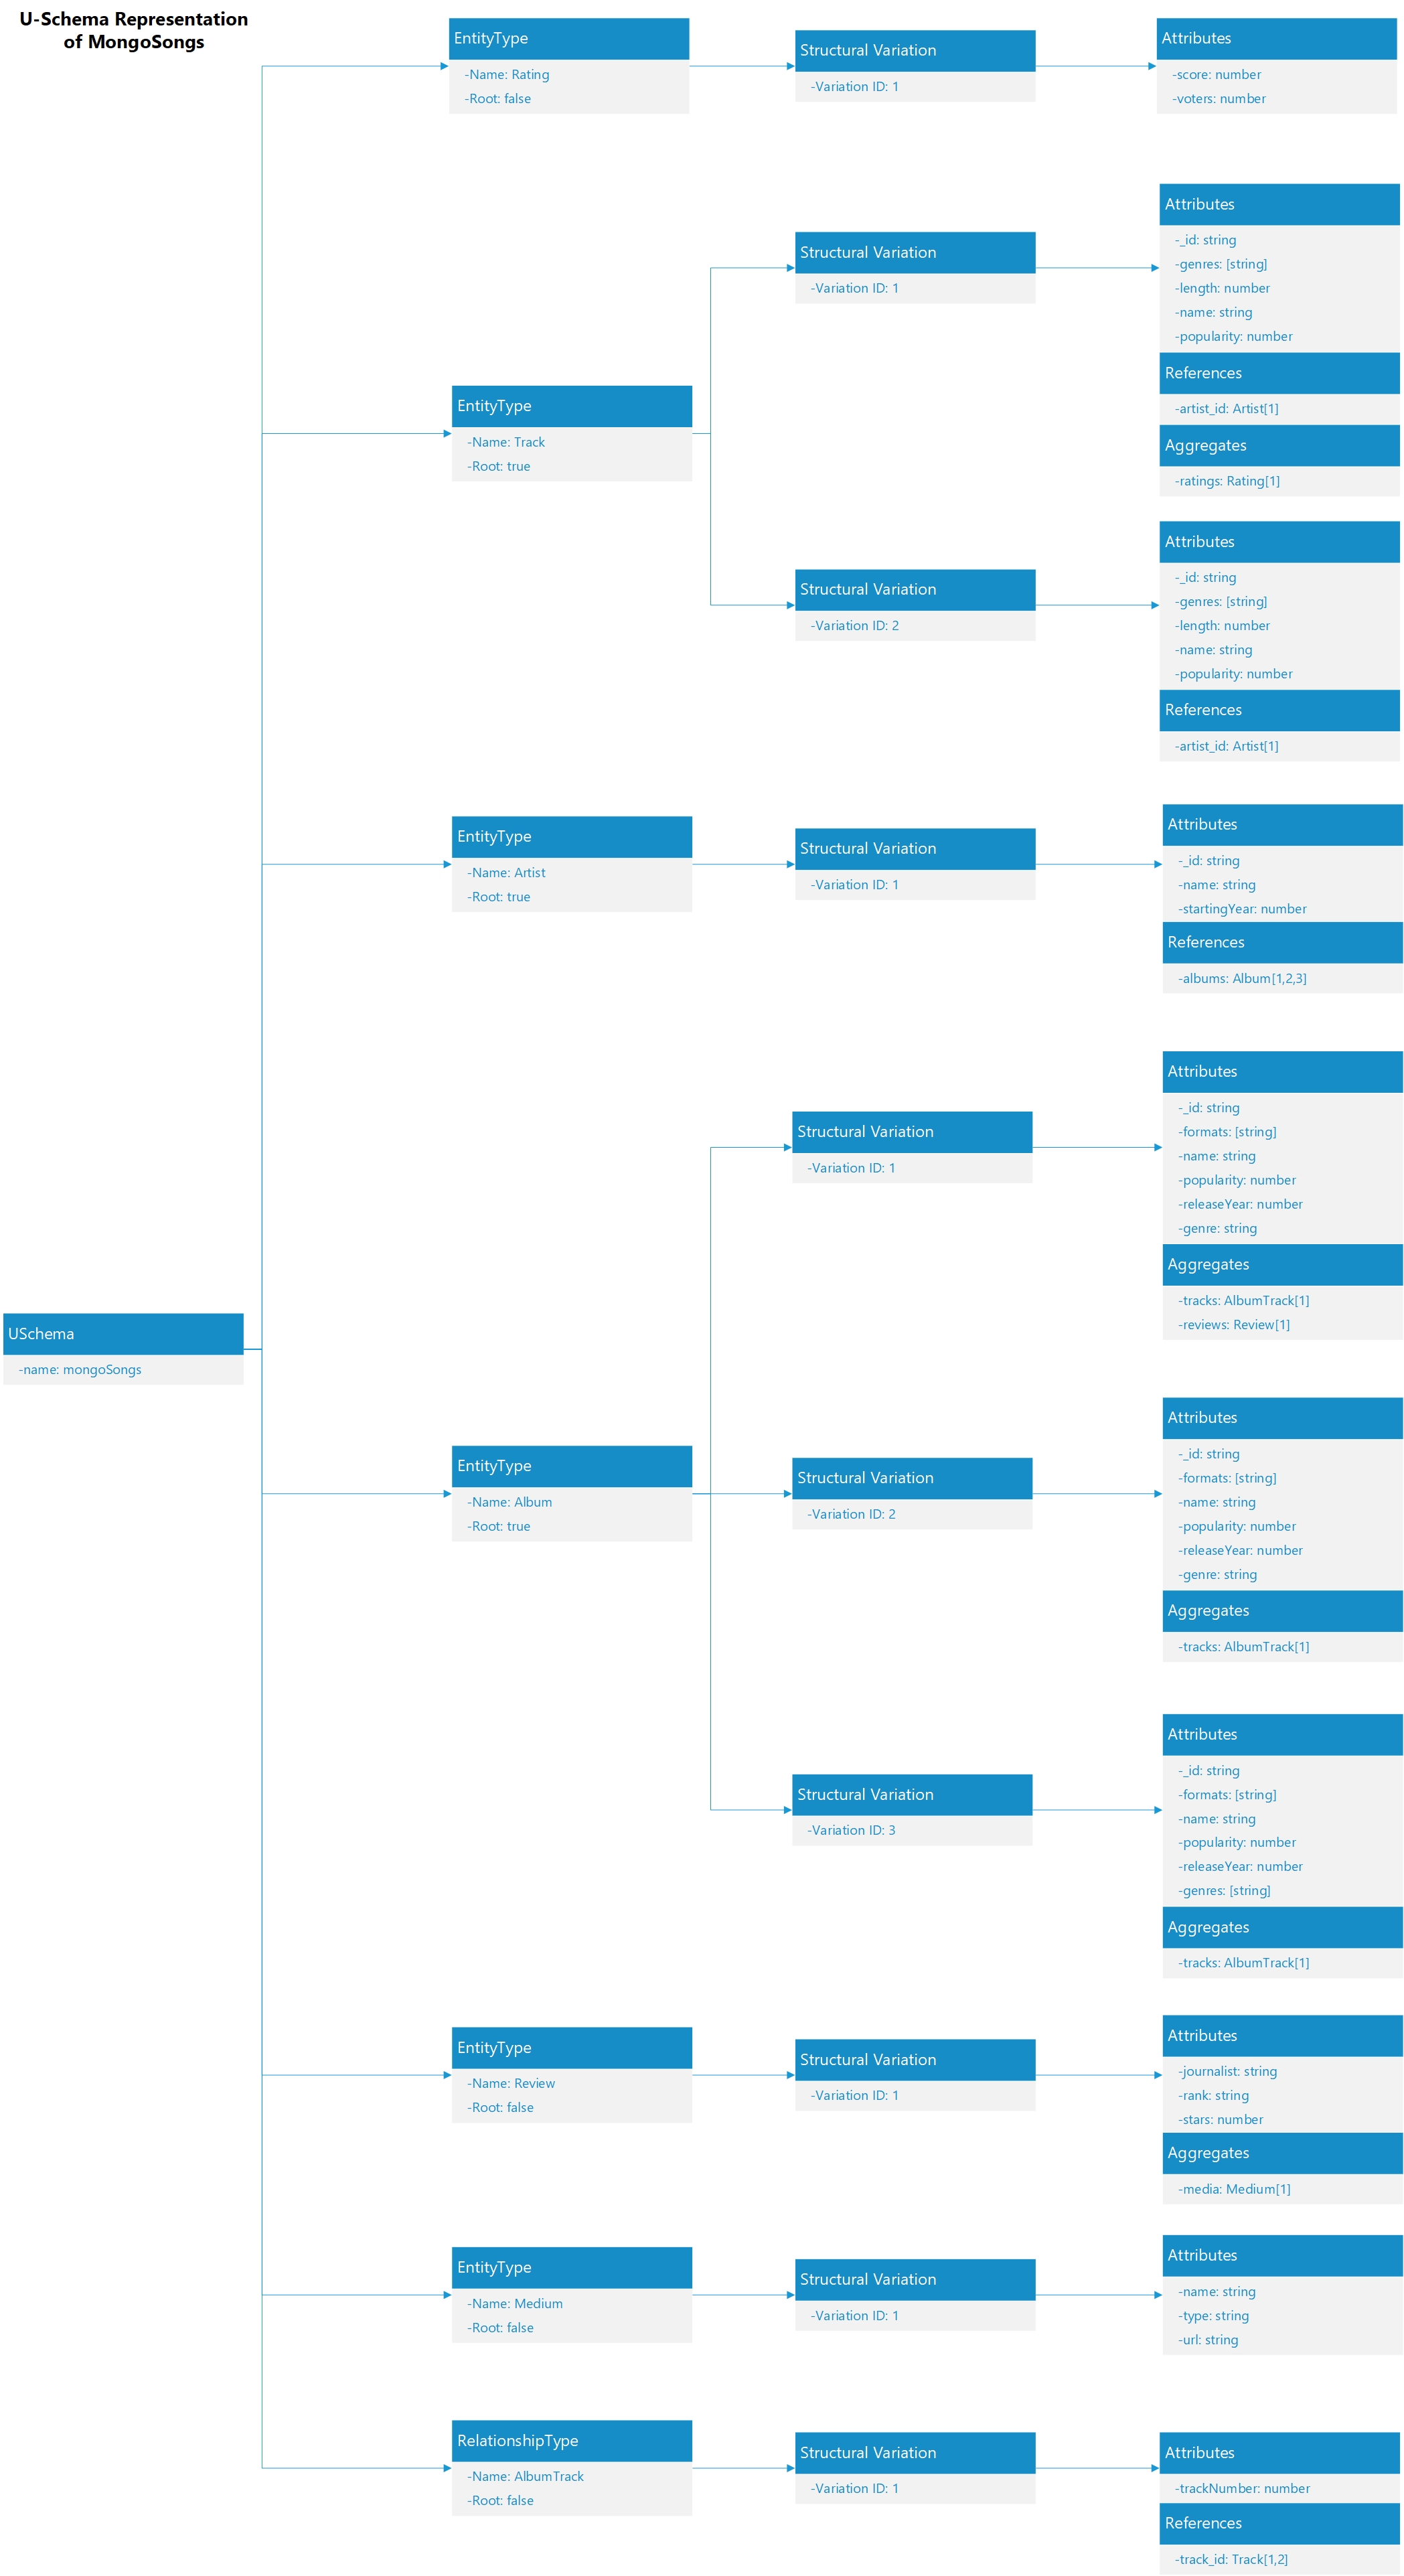 U-Schema Representation
of MongoSongs
USchema
-name: mongoSongs
EntityType
-Name: Rating
-Root: false
Structural Variation
-Variation ID: 1
Attributes
-score: number
-voters: number
EntityType
-Name: Track
-Root: true
Structural Variation
-Variation ID: 1
Attributes
-_id: string
-genres: [string]
-length: number
-name: string
-popularity: number
References
-artist_id: Artist[1]
Aggregates
-ratings: Rating[1]
Structural Variation
-Variation ID: 2
Attributes
-_id: string
-genres: [string]
-length: number
-name: string
-popularity: number
References
-artist_id: Artist[1]
EntityType
-Name: Artist
-Root: true
Structural Variation
-Variation ID: 1
Attributes
-_id: string
-name: string
-startingYear: number
References
-albums: Album[1,2,3]
EntityType
-Name: Album
-Root: true
Structural Variation
-Variation ID: 1
Attributes
-_id: string
-formats: [string]
-name: string
-popularity: number
-releaseYear: number
-genre: string
Aggregates
-tracks: AlbumTrack[1]
-reviews: Review[1]
Structural Variation
-Variation ID: 2
Attributes
-_id: string
-formats: [string]
-name: string
-popularity: number
-releaseYear: number
-genre: string
Aggregates
-tracks: AlbumTrack[1]
Structural Variation
-Variation ID: 3
Attributes
-_id: string
-formats: [string]
-name: string
-popularity: number
-releaseYear: number
-genres: [string]
Aggregates
-tracks: AlbumTrack[1]
EntityType
-Name: Review
-Root: false
Structural Variation
-Variation ID: 1
Attributes
-journalist: string
-rank: string
-stars: number
Aggregates
-media: Medium[1]
EntityType
-Name: Medium
-Root: false
Structural Variation
-Variation ID: 1
Attributes
-name: string
-type: string
-url: string
RelationshipType
-Name: AlbumTrack
-Root: false
Structural Variation
-Variation ID: 1
Attributes
-trackNumber: number
References
-track_id: Track[1,2]